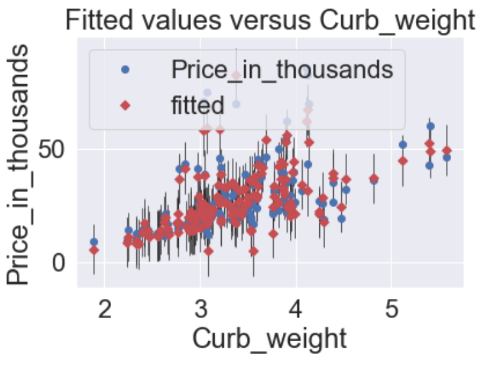 Fitted values versus Curb_weight
Price_in_thousands
fitted
Price_in_thousands
50
0
2 3 4 5
Curb_weight